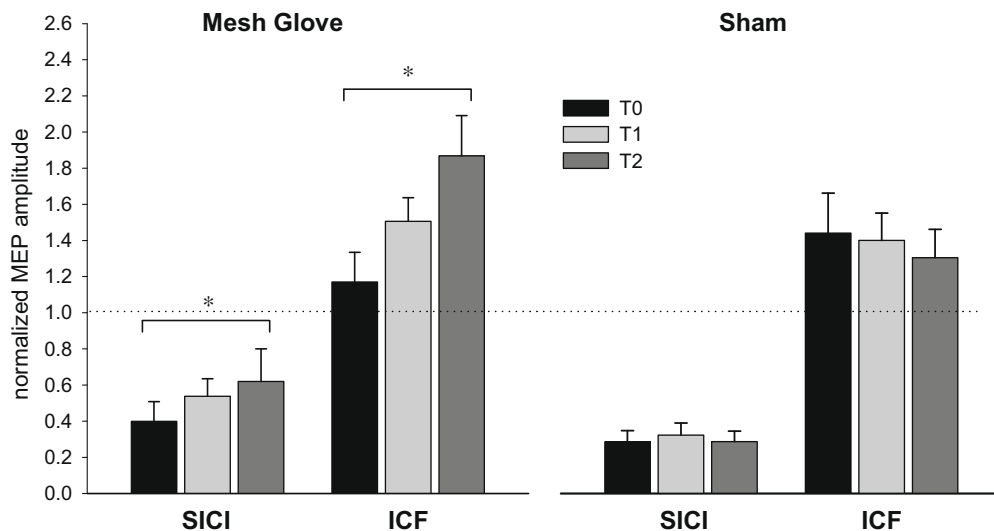 Mesh Glove
Sham
normalized MEP amplitude
2.6
2.4
2.2
2.0
1.8
1.6
1.4
1.2
1.0
0.8
0.6
0.4
0.2
0.0
*
*
T0
T1
T2
SICI
ICF
SICI
ICF